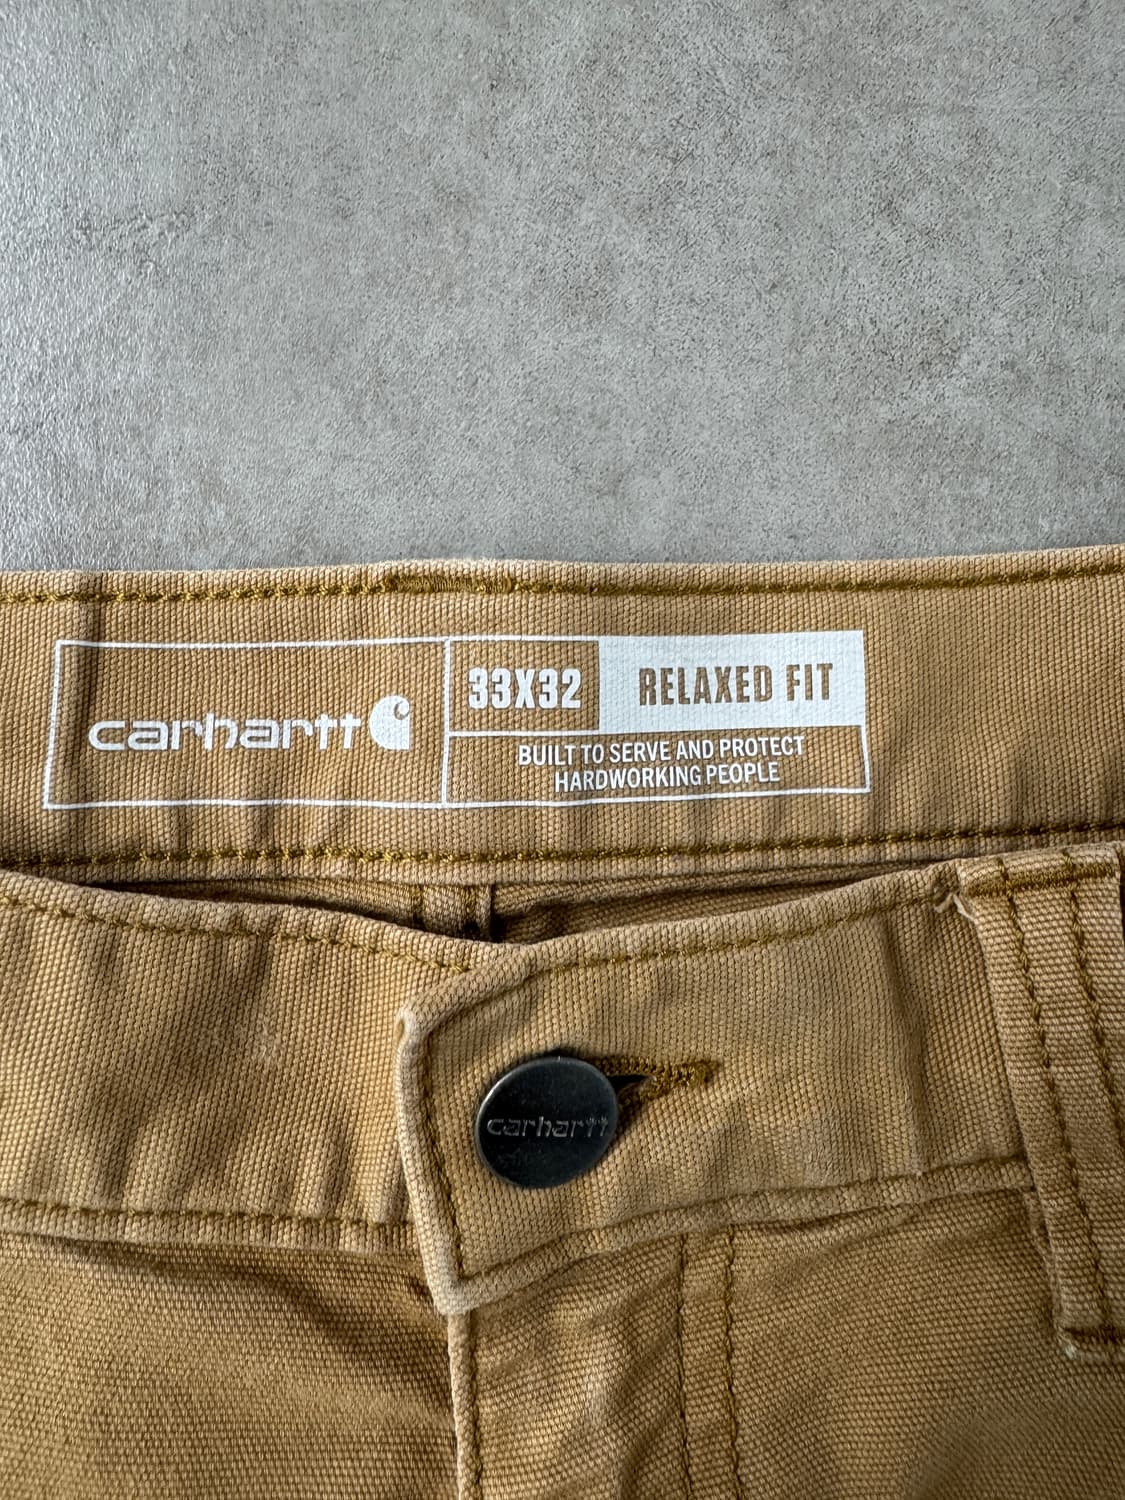 carhartt
33X32
RELAXED FIT
BUILT TO SERVE AND PROTECT
HARDWORKING PEOPLE
carhartt